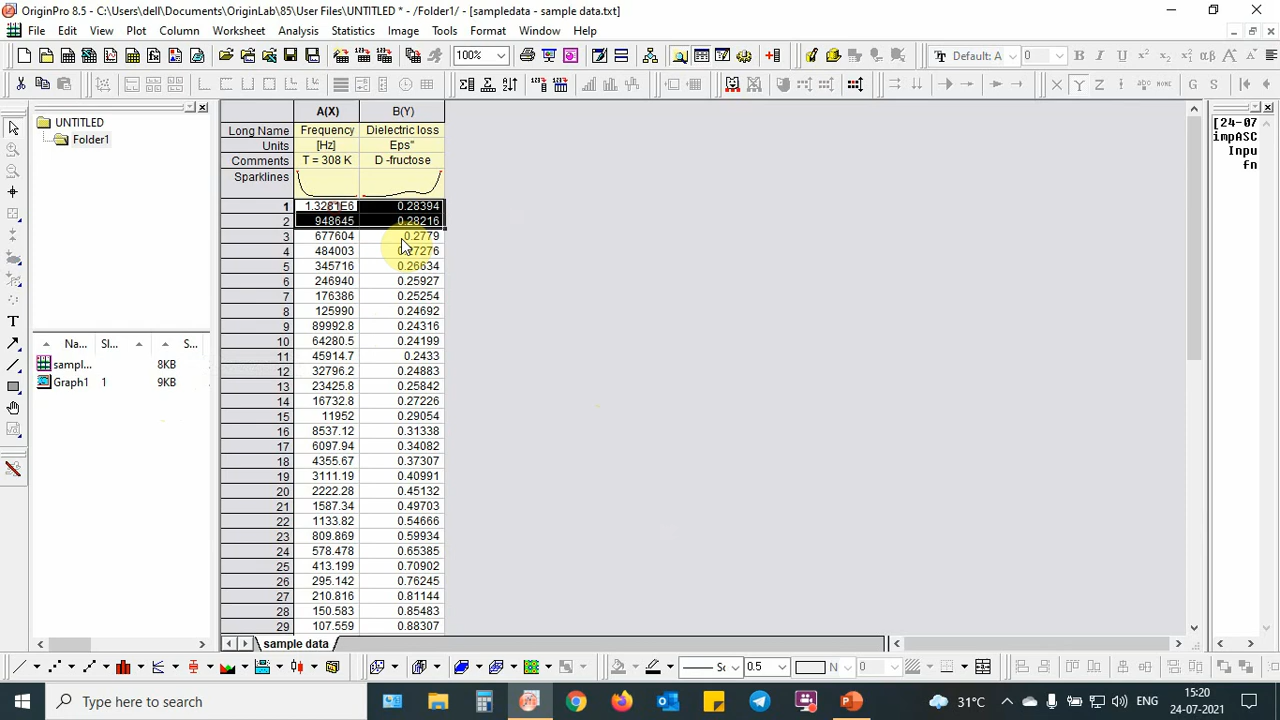 OriginPro 8.5 - C:\Users\dell\Documents\OriginLab\85\User Files\UNTITLED * - /Folder1/ - [sampledata - sample data.txt]
File Edit View Plot Column Worksheet Analysis Statistics Image Tools Format Window Help
100% Default: A 0
UNTITLED
Folder1
A(X) B(Y)
Long Name Frequency Dielectric loss
Units [Hz] Eps"
Comments T = 308 K D -fructose
Sparklines
1 1.3281E6 0.28394
2 948645 0.28216
3 677604 0.2779
4 484003 0.27276
5 345716 0.26634
6 246940 0.25927
7 176386 0.25254
8 125990 0.24692
9 89992.8 0.24316
10 64280.5 0.24199
11 45914.7 0.2433
12 32796.2 0.24883
13 23425.8 0.25842
14 16732.8 0.27226
15 11952 0.29054
16 8537.12 0.31338
17 6097.94 0.34082
18 4355.67 0.37307
19 3111.19 0.40991
20 2222.28 0.45132
21 1587.34 0.49703
22 1133.82 0.54666
23 809.869 0.59934
24 578.478 0.65385
25 413.199 0.70902
26 295.142 0.76245
27 210.816 0.81144
28 150.583 0.85483
29 107.559 0.88307
Na... SI... S...
sampl... 8KB
Graph1 1 9KB
sample data
[24-07
impASC
Inpu
fn
0.5 N 0
Type here to search
31°C ENG
15:20
24-07-2021